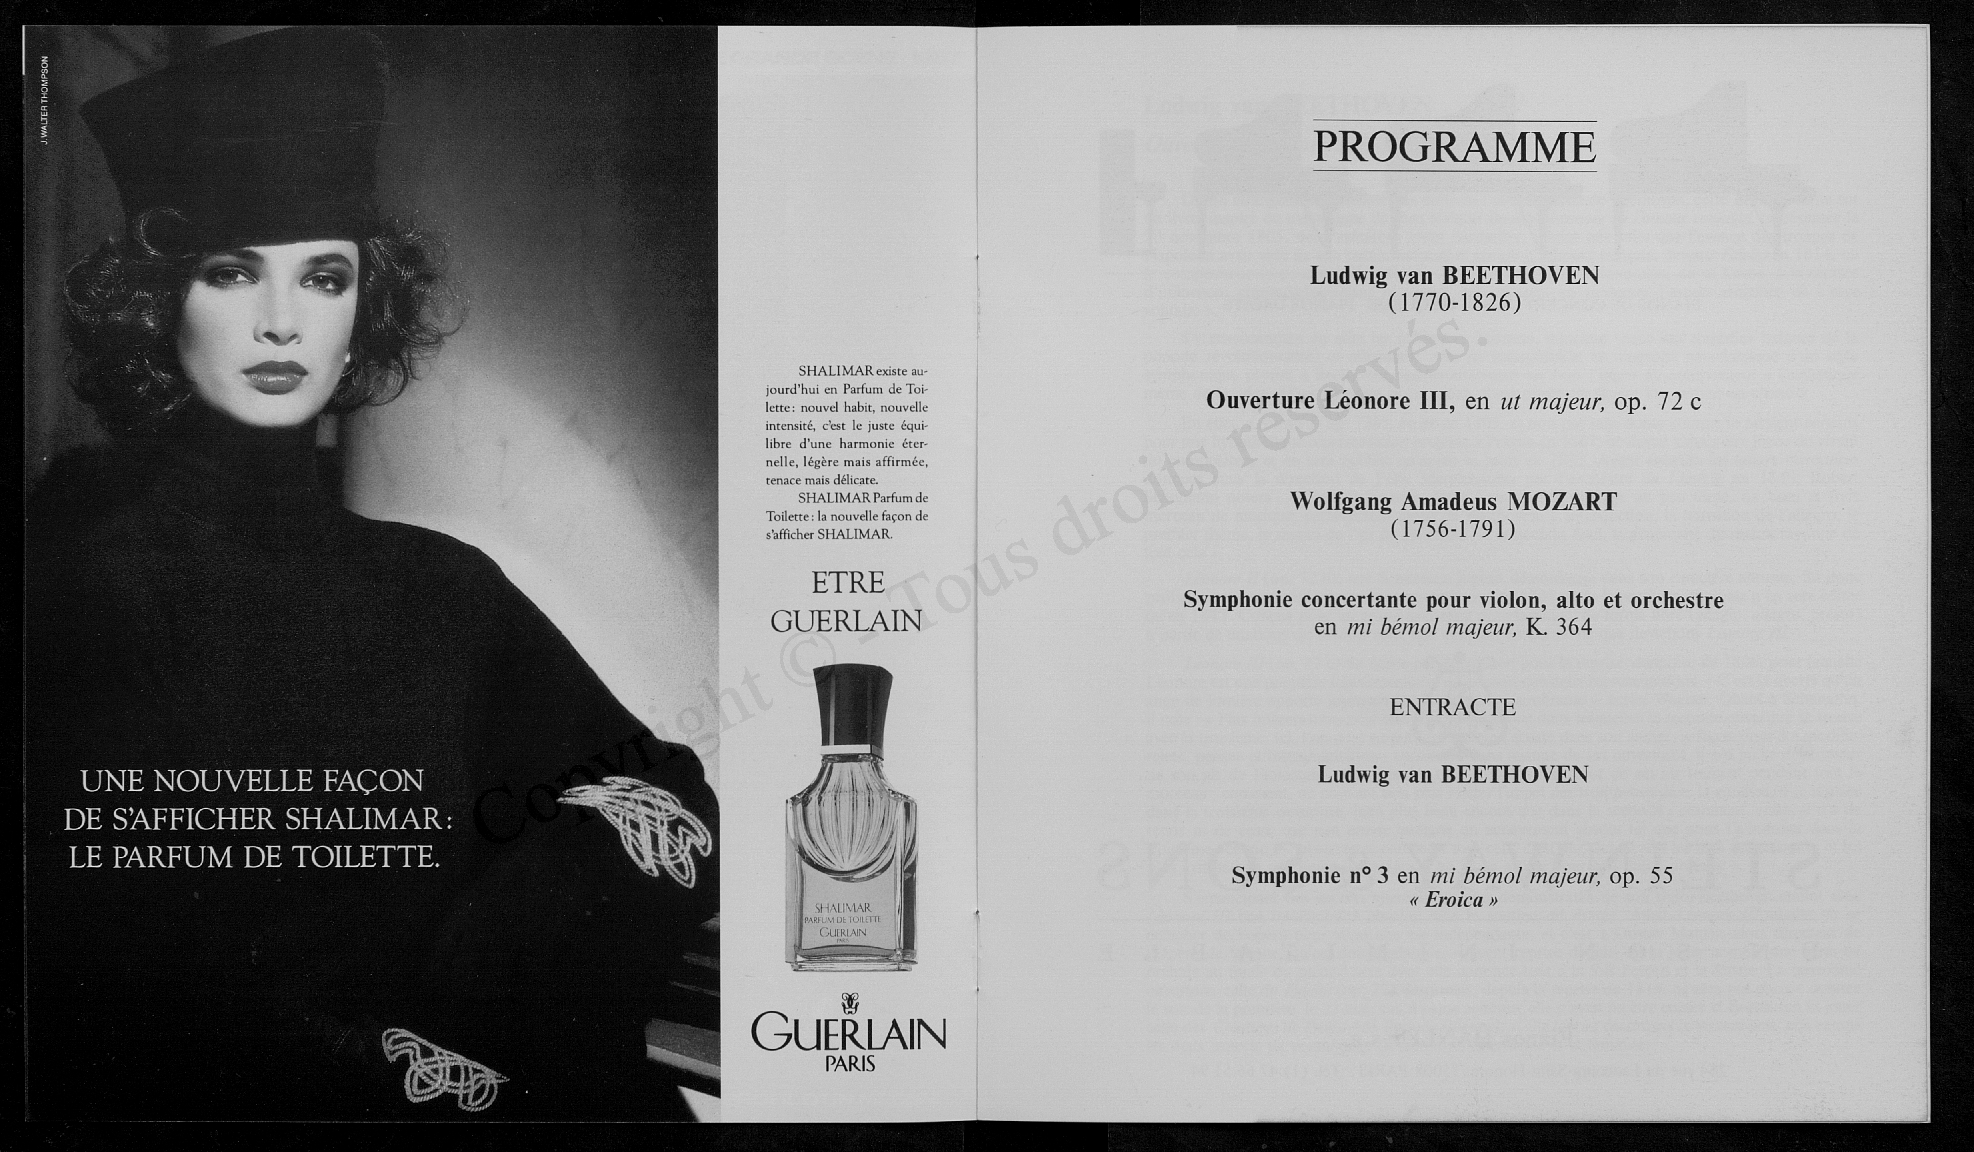 J. WALTER THOMPSON
UNE NOUVELLE FAÇON
DE S'AFFICHER SHALIMAR :
LE PARFUM DE TOILETTE.
SHALIMAR existe au-
jourd'hui en Parfum de Toi-
lette : nouvel habit, nouvelle
intensité, c'est le juste équi-
libre d'une harmonie éter-
nelle, légère mais affirmée,
tenace mais délicate.
SHALIMAR Parfum de
Toilette : la nouvelle façon de
s'afficher SHALIMAR.
ETRE
GUERLAIN
SHALIMAR
PARFUM DE TOILETTE
GUERLAIN
PARIS
GUERLAIN
PARIS
PROGRAMME
Ludwig van BEETHOVEN
(1770-1826)
Ouverture Léonore III, en ut majeur, op. 72 c
Wolfgang Amadeus MOZART
(1756-1791)
Symphonie concertante pour violon, alto et orchestre
en mi bémol majeur, K. 364
ENTRACTE
Ludwig van BEETHOVEN
Symphonie n° 3 en mi bémol majeur, op. 55
« Eroica »
Copyright © - Tous droits reservés.